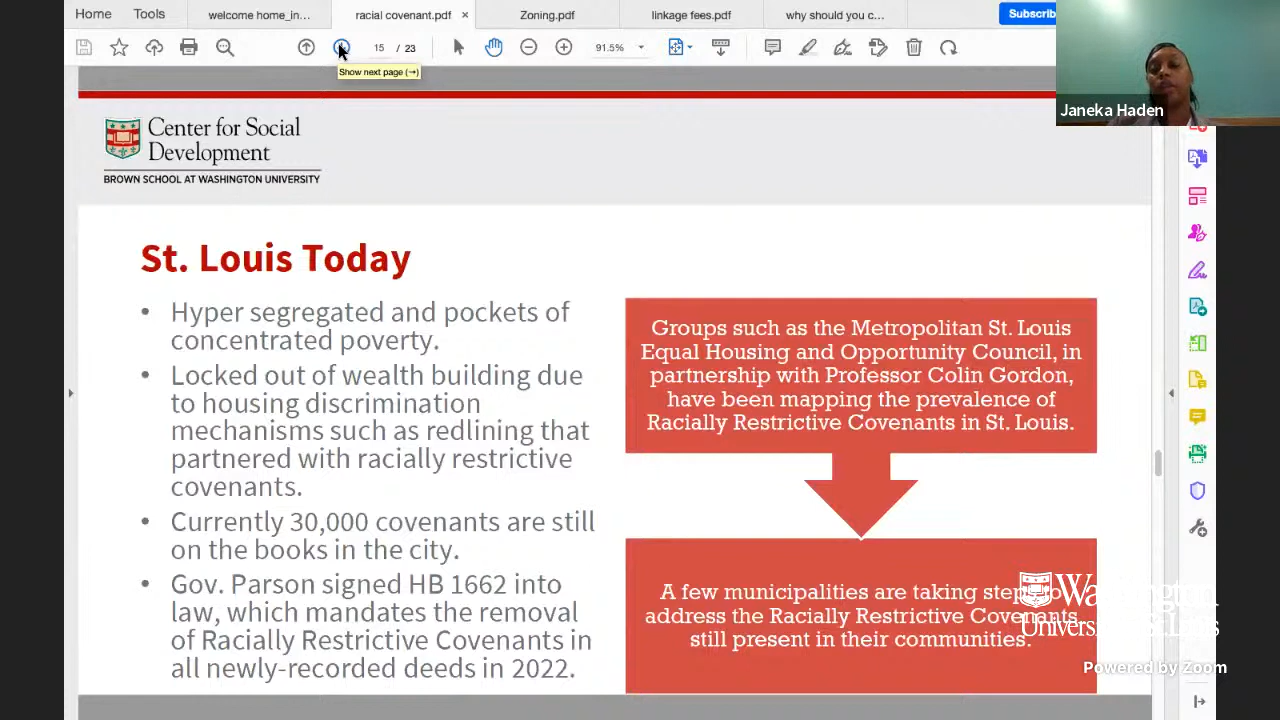 Home Tools welcome home_in... racial covenant.pdf × Zoning.pdf linkage fees.pdf why should you c... Subscrib
15 / 23 91.5%
Show next page (→)
Janeka Haden
Center for Social
Development
BROWN SCHOOL AT WASHINGTON UNIVERSITY
St. Louis Today
• Hyper segregated and pockets of
concentrated poverty.
• Locked out of wealth building due
to housing discrimination
mechanisms such as redlining that
partnered with racially restrictive
covenants.
• Currently 30,000 covenants are still
on the books in the city.
• Gov. Parson signed HB 1662 into
law, which mandates the removal
of Racially Restrictive Covenants in
all newly-recorded deeds in 2022.
Groups such as the Metropolitan St. Louis
Equal Housing and Opportunity Council, in
partnership with Professor Colin Gordon,
have been mapping the prevalence of
Racially Restrictive Covenants in St. Louis.
A few municipalities are taking steps to
address the Racially Restrictive Covenants
still present in their communities.
Washington
University in St. Louis
Powered by Zoom